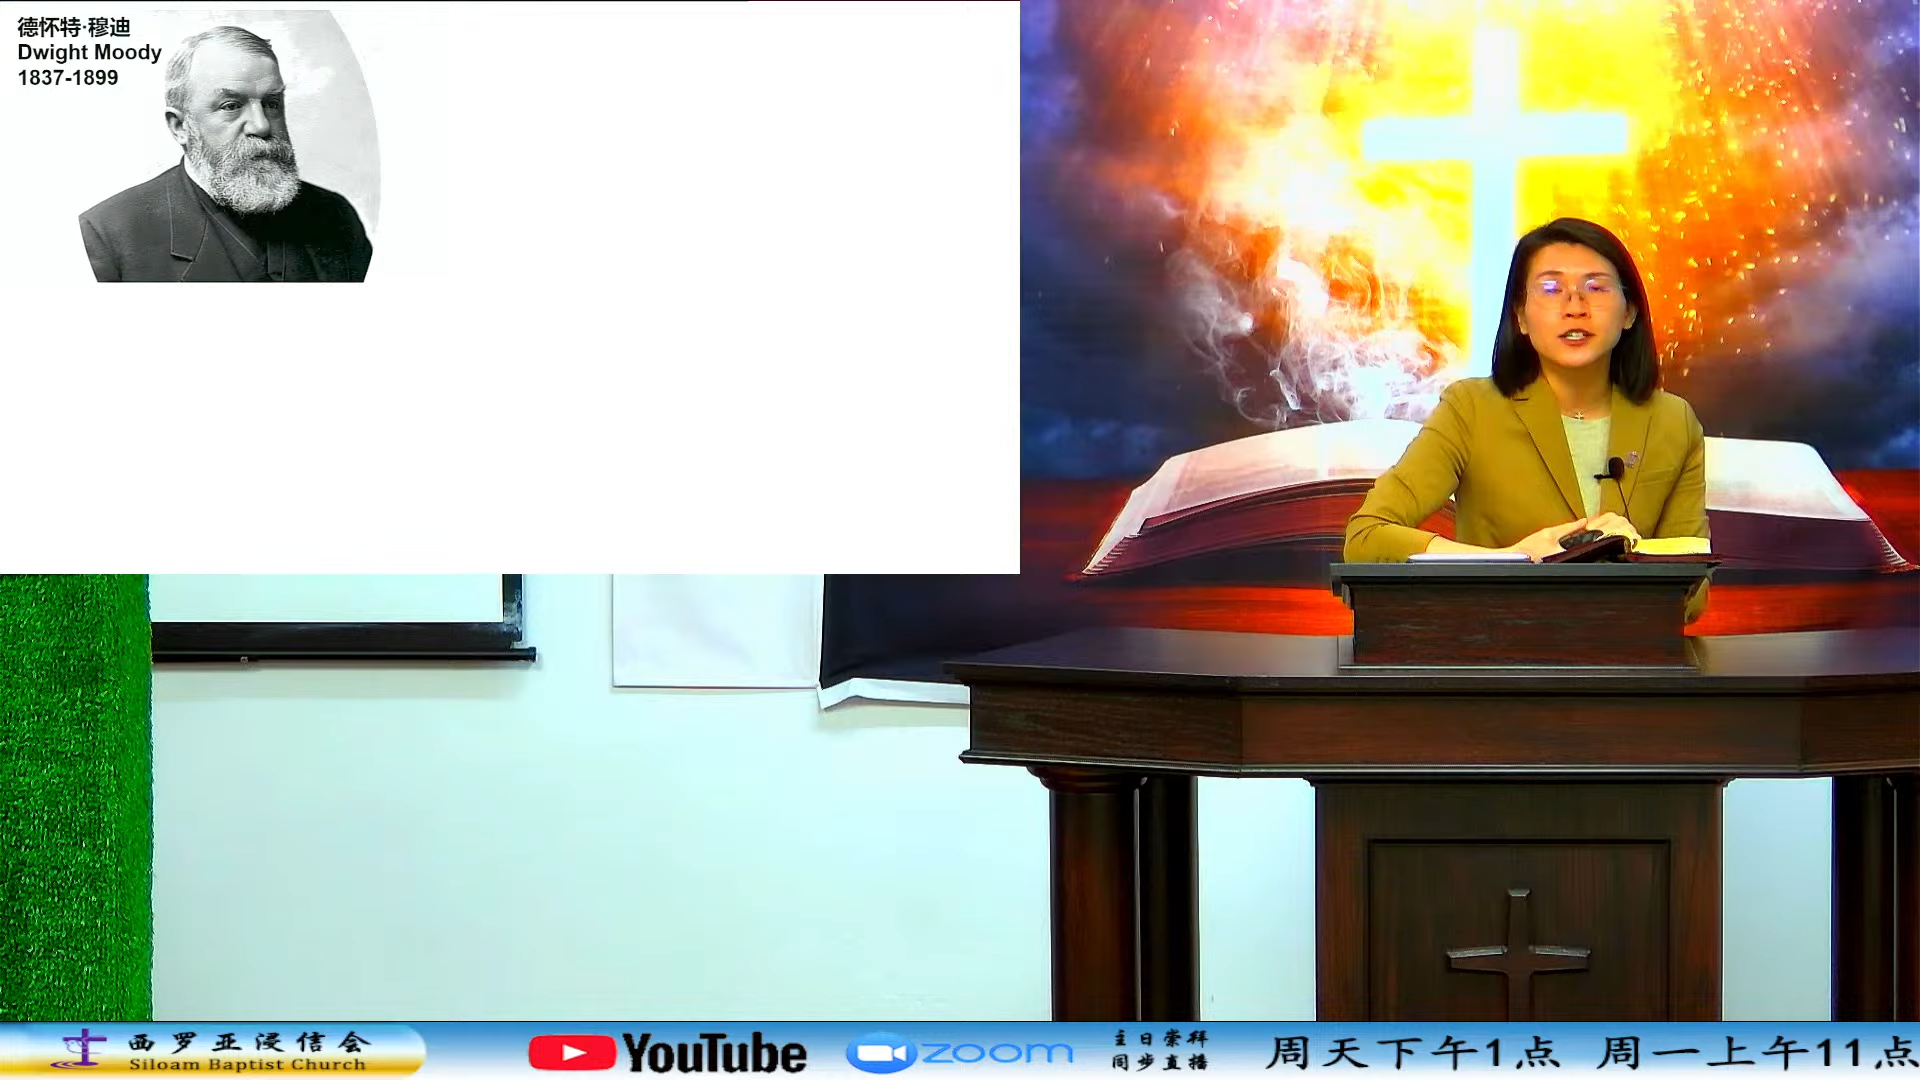 德怀特·穆迪
Dwight Moody
1837-1899
西罗亚浸信会
Siloam Baptist Church
YouTube
zoom
主日崇拜
同步直播
周天下午1点 周一上午11点